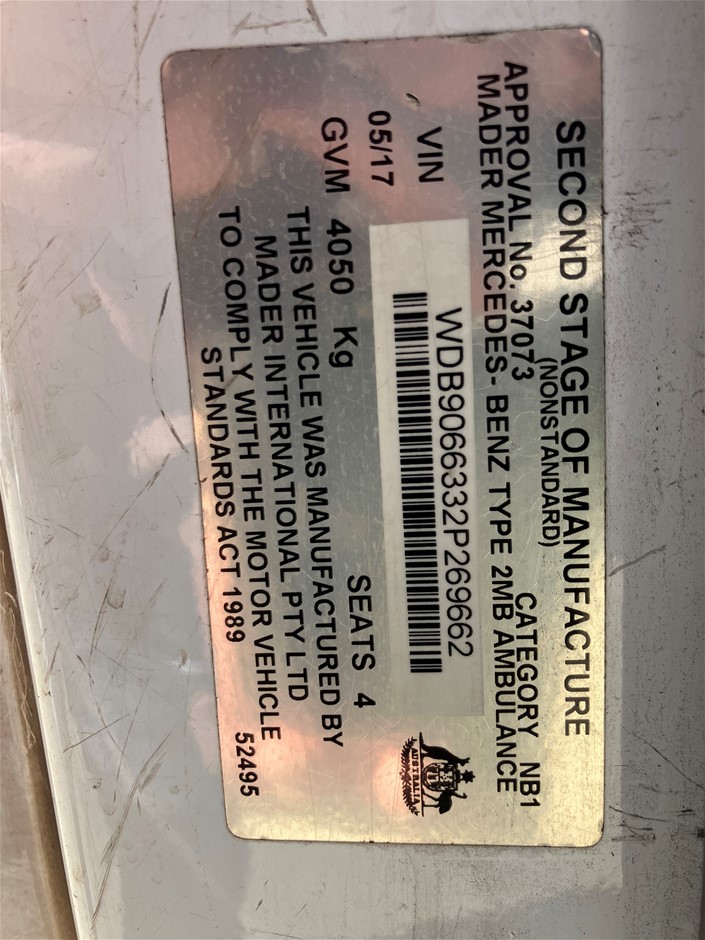 SECOND STAGE OF MANUFACTURE
(NONSTANDARD)
APPROVAL No. 37073 CATEGORY NB1
MADER MERCEDES- BENZ TYPE 2MB AMBULANCE
VIN WDB9066332P269662
05/17
GVM 4050 Kg SEATS 4
THIS VEHICLE WAS MANUFACTURED BY
MADER INTERNATIONAL PTY LTD
TO COMPLY WITH THE MOTOR VEHICLE
STANDARDS ACT 1989
52495
AUSTRALIA